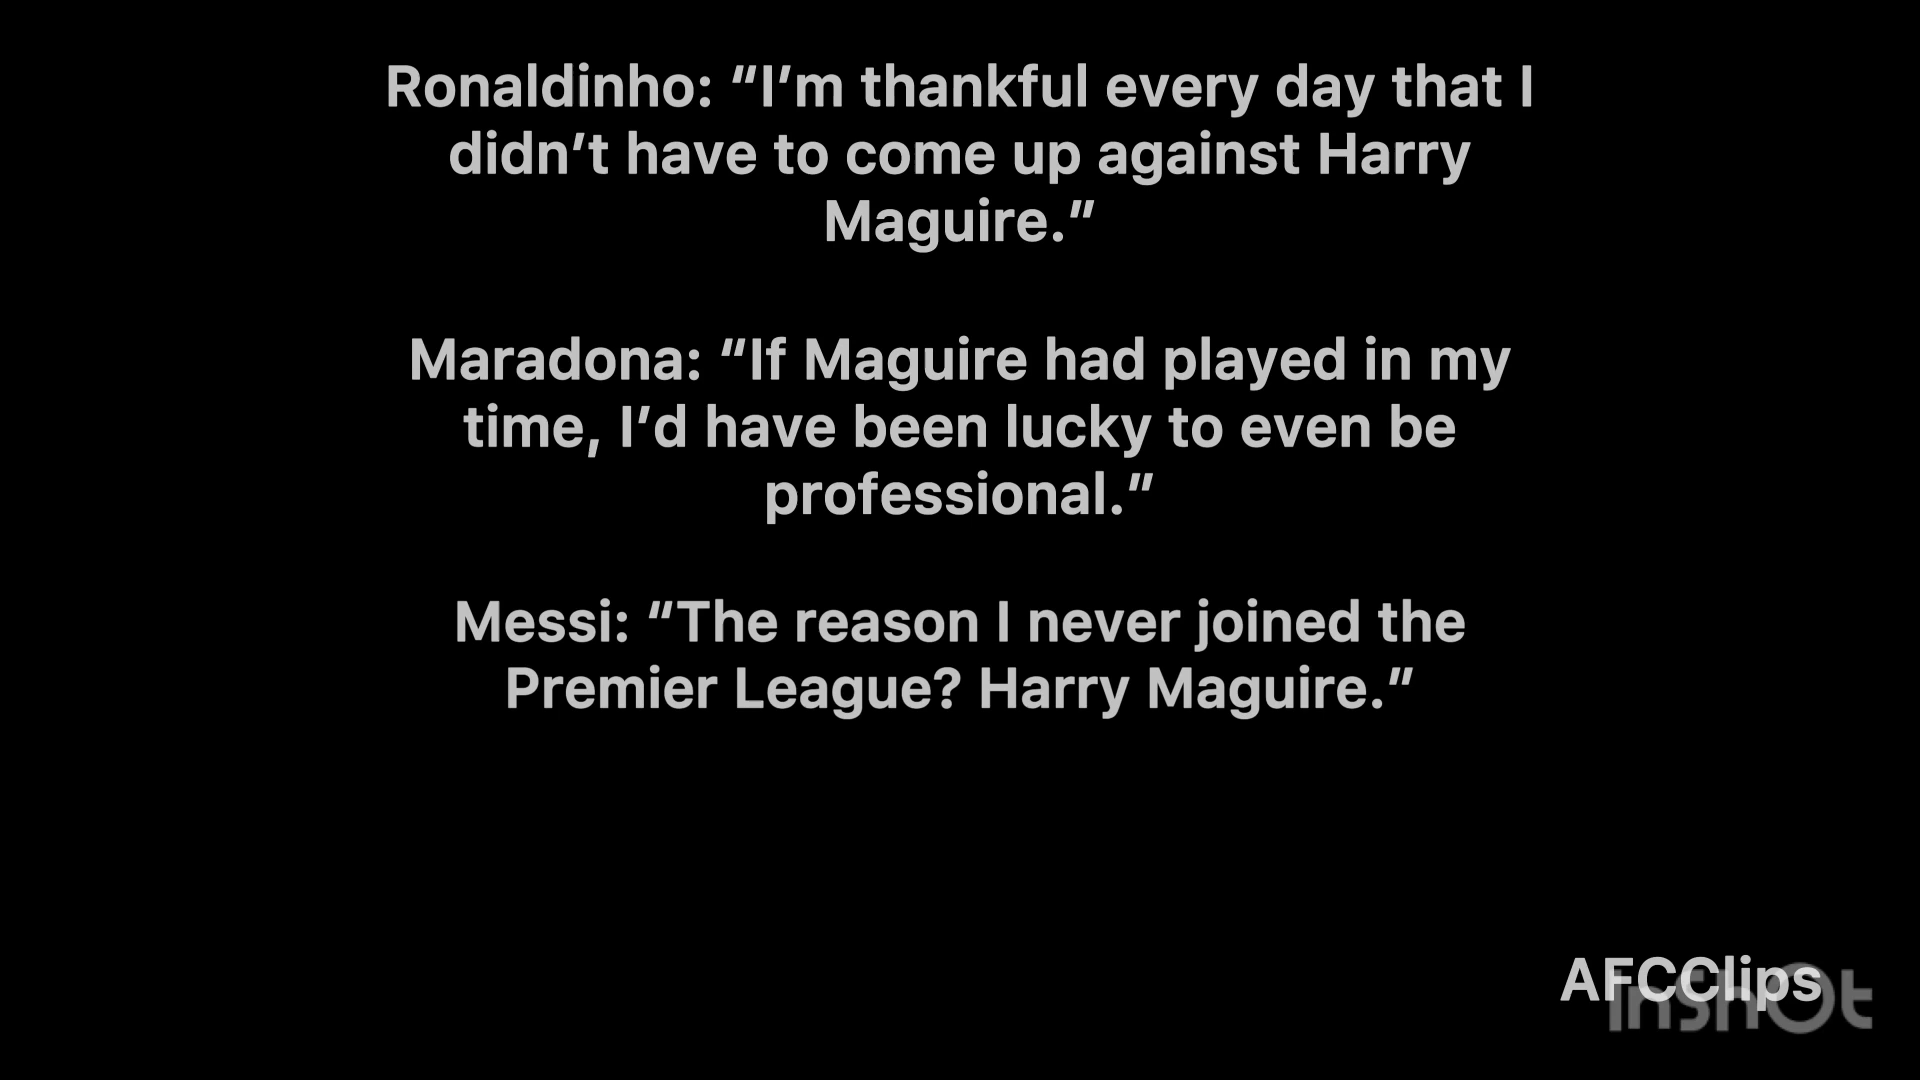 Ronaldinho: “I’m thankful every day that I
didn’t have to come up against Harry
Maguire.”
Maradona: “If Maguire had played in my
time, I’d have been lucky to even be
professional.”
Messi: “The reason I never joined the
Premier League? Harry Maguire.”
AFCClips
InShOt